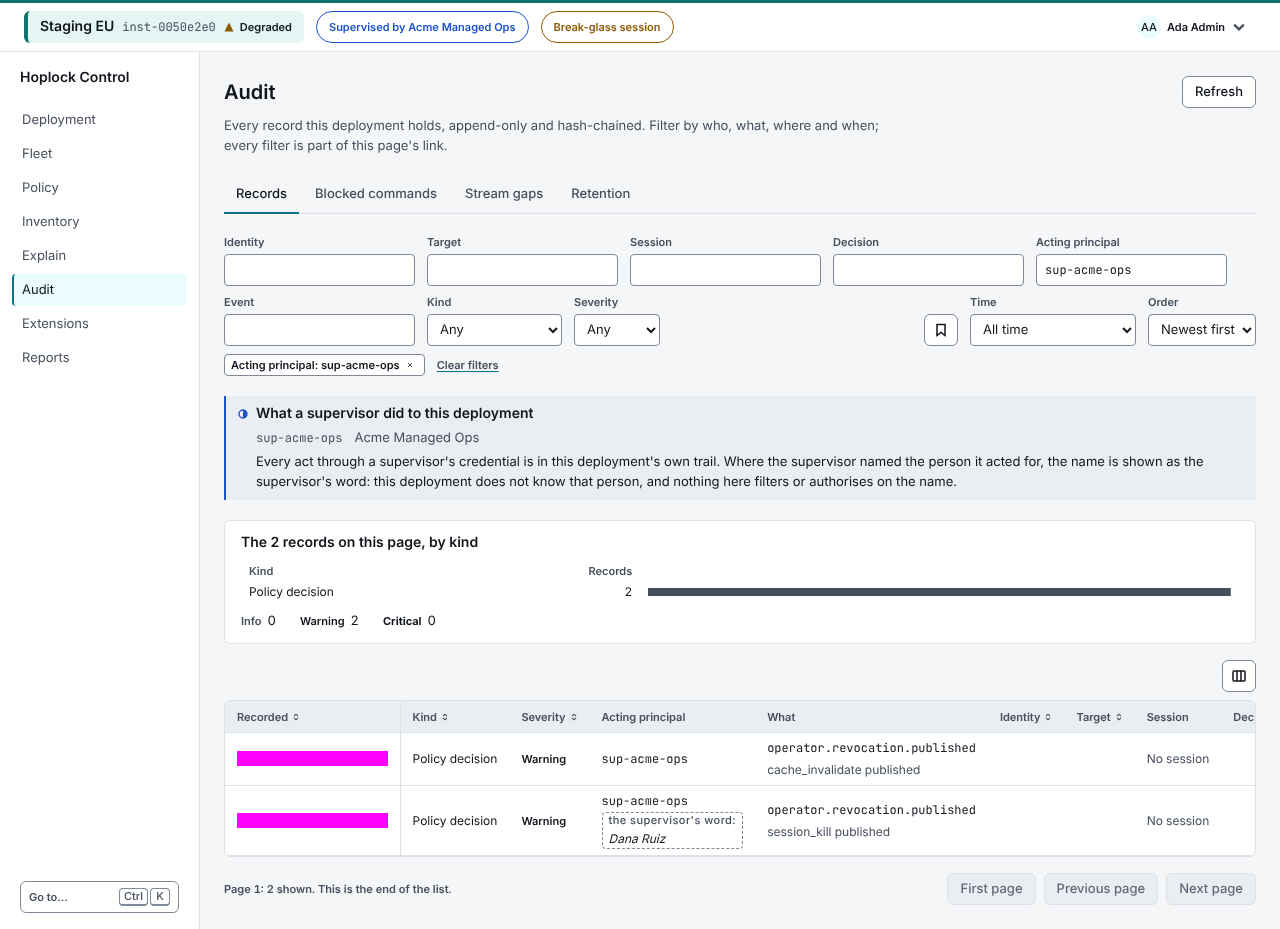 Staging EU inst-0050e2e0 Degraded Supervised by Acme Managed Ops Break-glass session AA Ada Admin
Hoplock Control
Deployment
Fleet
Policy
Inventory
Explain
Audit
Extensions
Reports
Go to... Ctrl K
Audit
Refresh
Every record this deployment holds, append-only and hash-chained. Filter by who, what, where and when;
every filter is part of this page's link.
Records Blocked commands Stream gaps Retention
Identity Target Session Decision Acting principal
sup-acme-ops
Event Kind Severity Time Order
Any Any All time Newest first
Acting principal: sup-acme-ops × Clear filters
What a supervisor did to this deployment
sup-acme-ops Acme Managed Ops
Every act through a supervisor's credential is in this deployment's own trail. Where the supervisor named the person it acted for, the name is shown as the
supervisor's word: this deployment does not know that person, and nothing here filters or authorises on the name.
The 2 records on this page, by kind
Kind Records
Policy decision 2
Info 0 Warning 2 Critical 0
Recorded Kind Severity Acting principal What Identity Target Session Dec
Policy decision Warning sup-acme-ops operator.revocation.published No session
cache_invalidate published
Policy decision Warning sup-acme-ops operator.revocation.published No session
the supervisor's word: session_kill published
Dana Ruiz
Page 1: 2 shown. This is the end of the list.
First page Previous page Next page